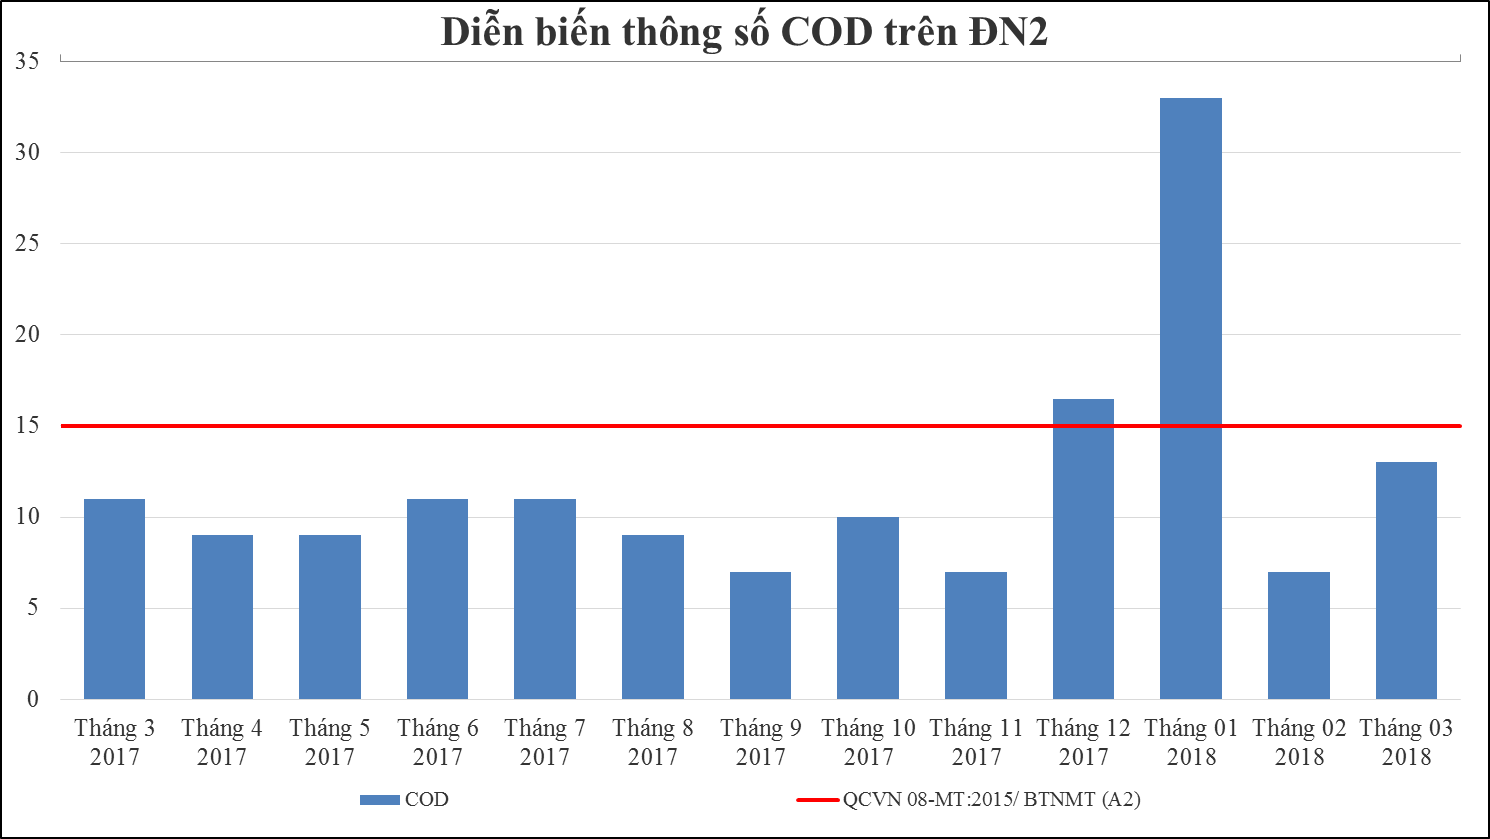 Diễn biến thông số COD trên ĐN2
35
30
25
20
15
10
5
0
Tháng 3 2017
Tháng 4 2017
Tháng 5 2017
Tháng 6 2017
Tháng 7 2017
Tháng 8 2017
Tháng 9 2017
Tháng 10 2017
Tháng 11 2017
Tháng 12 2017
Tháng 01 2018
Tháng 02 2018
Tháng 03 2018
COD
QCVN 08-MT:2015/ BTNMT (A2)